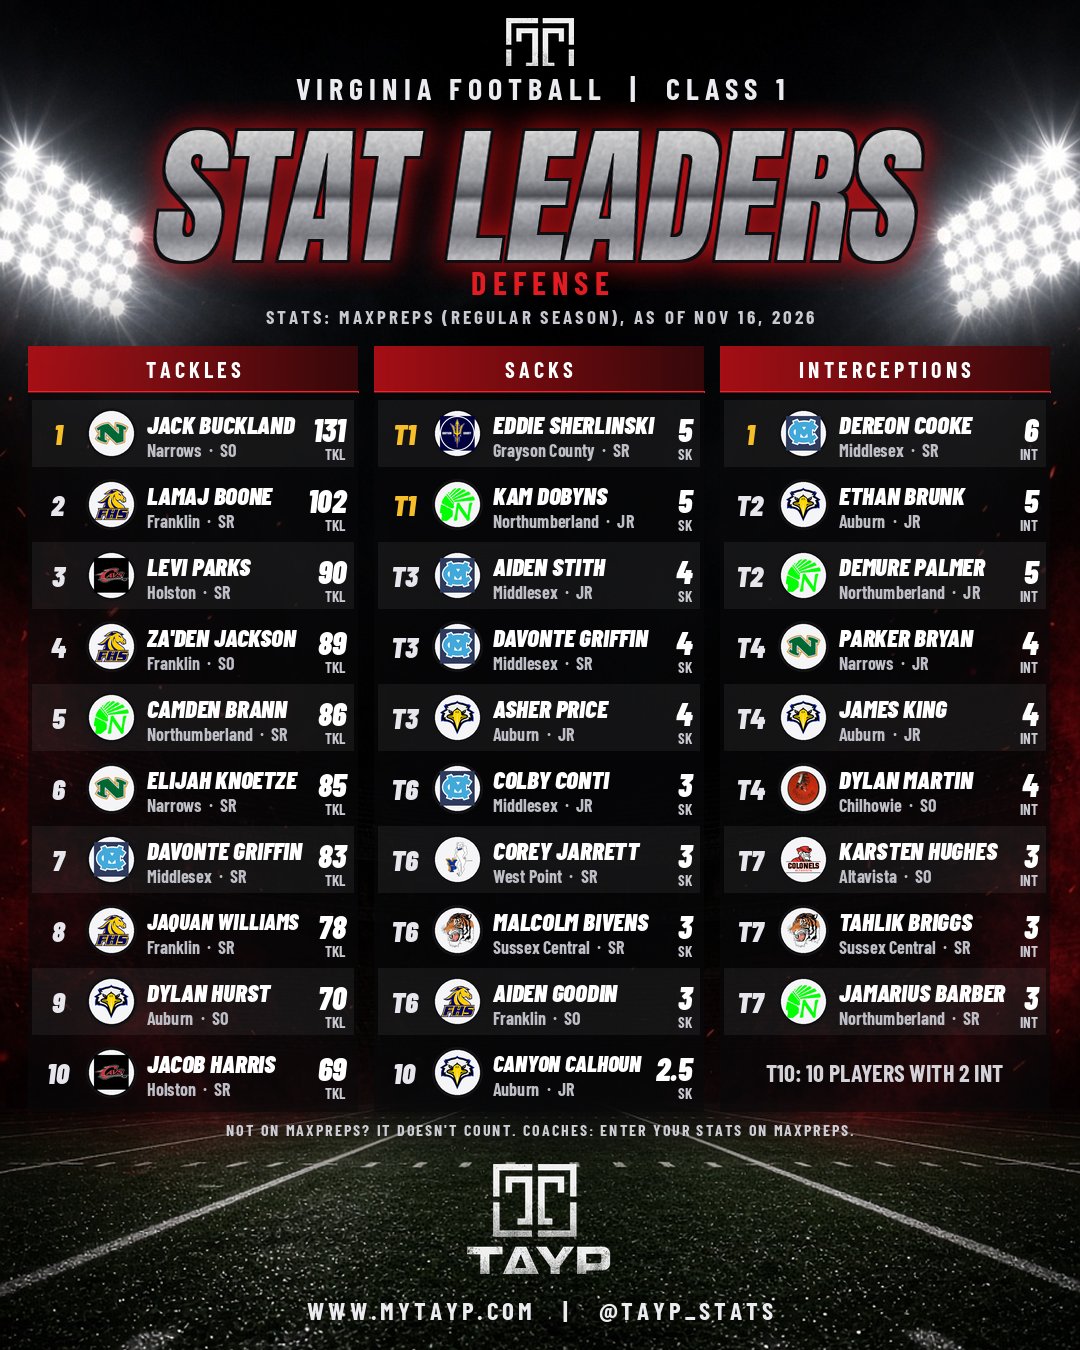 VIRGINIA FOOTBALL | CLASS 1
STAT LEADERS
DEFENSE
STATS: MAXPREPS (REGULAR SEASON), AS OF NOV 16, 2026
TACKLES
1 JACK BUCKLAND 131
Narrows · SO TKL
2 LAMAJ BOONE 102
Franklin · SR TKL
3 LEVI PARKS 90
Holston · SR TKL
4 ZA'DEN JACKSON 89
Franklin · SO TKL
5 CAMDEN BRANN 86
Northumberland · SR TKL
6 ELIJAH KNOETZE 85
Narrows · SR TKL
7 DAVONTE GRIFFIN 83
Middlesex · SR TKL
8 JAQUAN WILLIAMS 78
Franklin · SR TKL
9 DYLAN HURST 70
Auburn · SO TKL
10 JACOB HARRIS 69
Holston · SR TKL
SACKS
T1 EDDIE SHERLINSKI 5
Grayson County · SR SK
T1 KAM DOBYNS 5
Northumberland · JR SK
T3 AIDEN STITH 4
Middlesex · JR SK
T3 DAVONTE GRIFFIN 4
Middlesex · SR SK
T3 ASHER PRICE 4
Auburn · JR SK
T6 COLBY CONTI 3
Middlesex · JR SK
T6 COREY JARRETT 3
West Point · SR SK
T6 MALCOLM BIVENS 3
Sussex Central · SR SK
T6 AIDEN GOODIN 3
Franklin · SO SK
10 CANYON CALHOUN 2.5
Auburn · JR SK
INTERCEPTIONS
1 DEREON COOKE 6
Middlesex · SR INT
T2 ETHAN BRUNK 5
Auburn · JR INT
T2 DEMURE PALMER 5
Northumberland · JR INT
T4 PARKER BRYAN 4
Narrows · JR INT
T4 JAMES KING 4
Auburn · JR INT
T4 DYLAN MARTIN 4
Chilhowie · SO INT
T7 KARSTEN HUGHES 3
Altavista · SO INT
T7 TAHLIK BRIGGS 3
Sussex Central · SR INT
T7 JAMARIUS BARBER 3
Northumberland · SR INT
T10: 10 PLAYERS WITH 2 INT
NOT ON MAXPREPS? IT DOESN'T COUNT. COACHES: ENTER YOUR STATS ON MAXPREPS.
TAYP
WWW.MYTAYP.COM | @TAYP_STATS